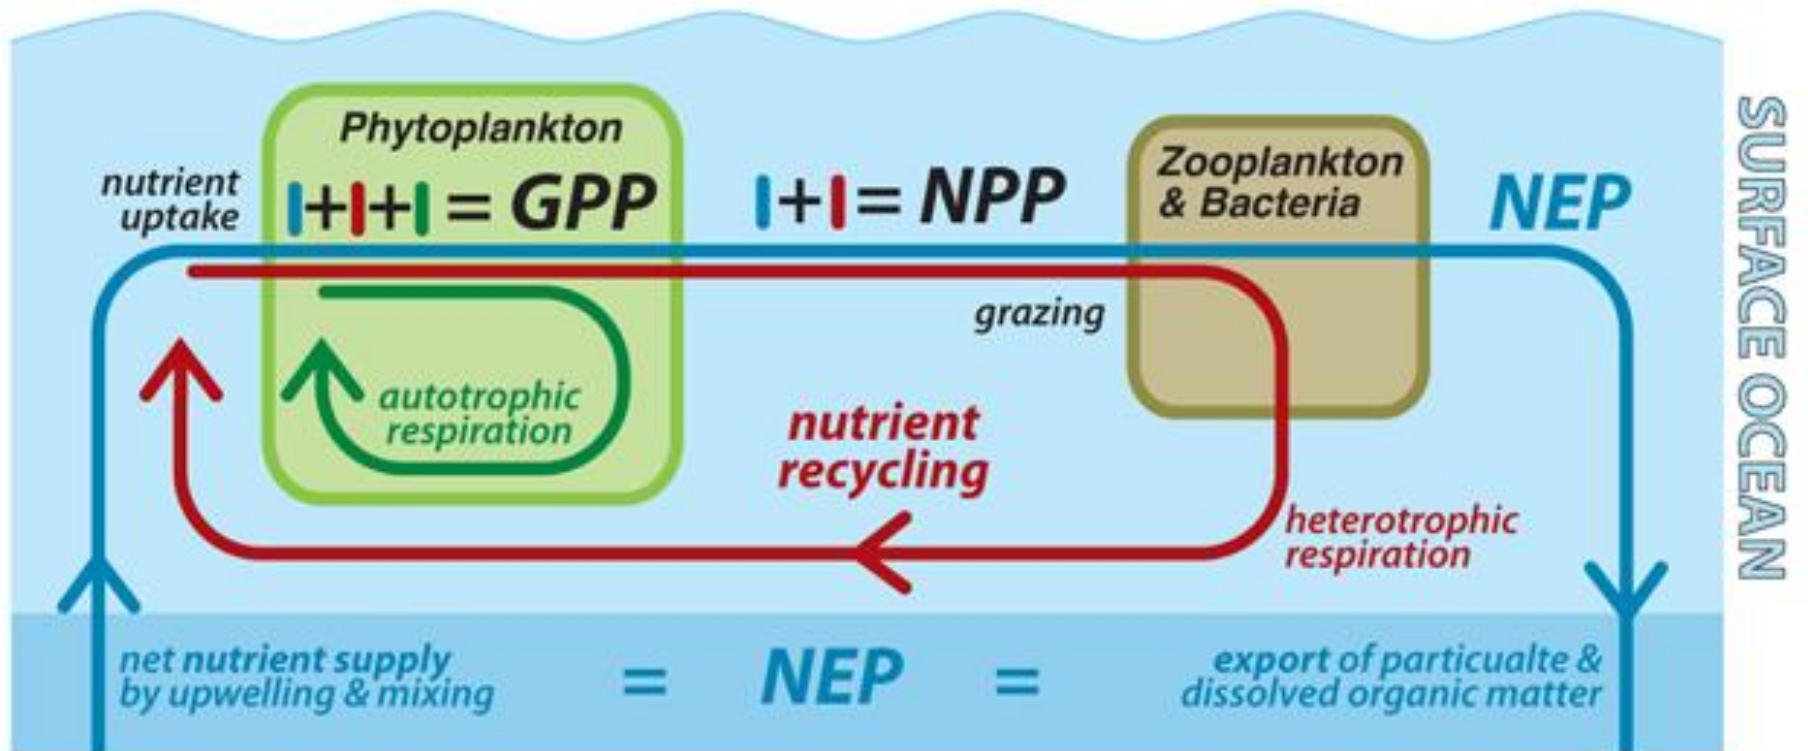 Phytoplankton
nutrient
uptake
|+|+| = GPP
|+| = NPP
Zooplankton
& Bacteria
NEP
grazing
autotrophic
respiration
nutrient
recycling
heterotrophic
respiration
net nutrient supply
by upwelling & mixing
= NEP =
export of particualte &
dissolved organic matter
SURFACE OCEAN